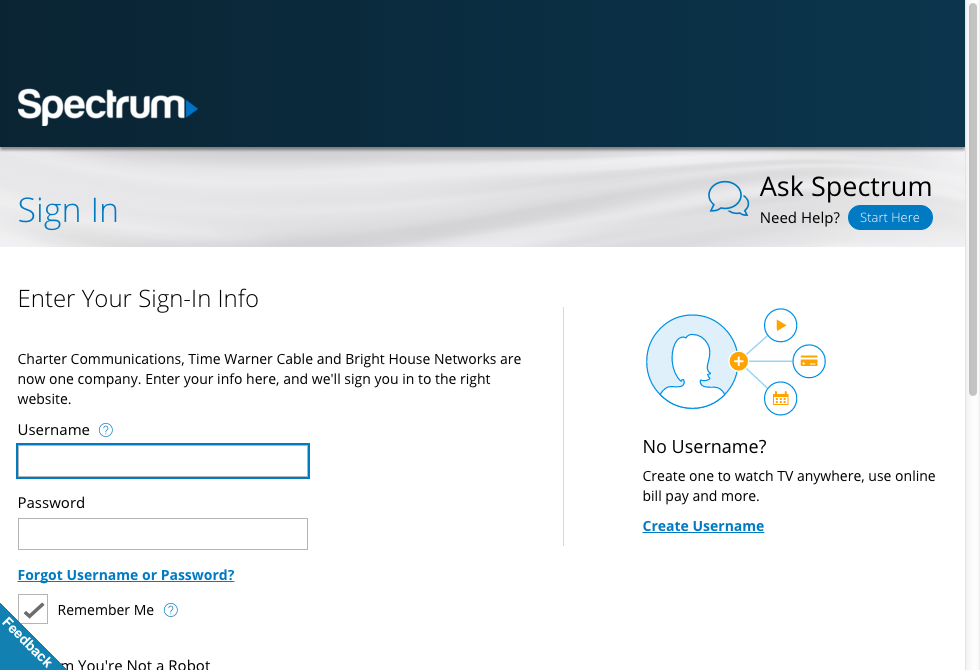 Spectrum
Sign In
Ask Spectrum
Need Help? Start Here
Enter Your Sign-In Info
Charter Communications, Time Warner Cable and Bright House Networks are
now one company. Enter your info here, and we'll sign you in to the right
website.
Username ?
Password
Forgot Username or Password?
Remember Me ?
m You're Not a Robot
Feedback
No Username?
Create one to watch TV anywhere, use online
bill pay and more.
Create Username